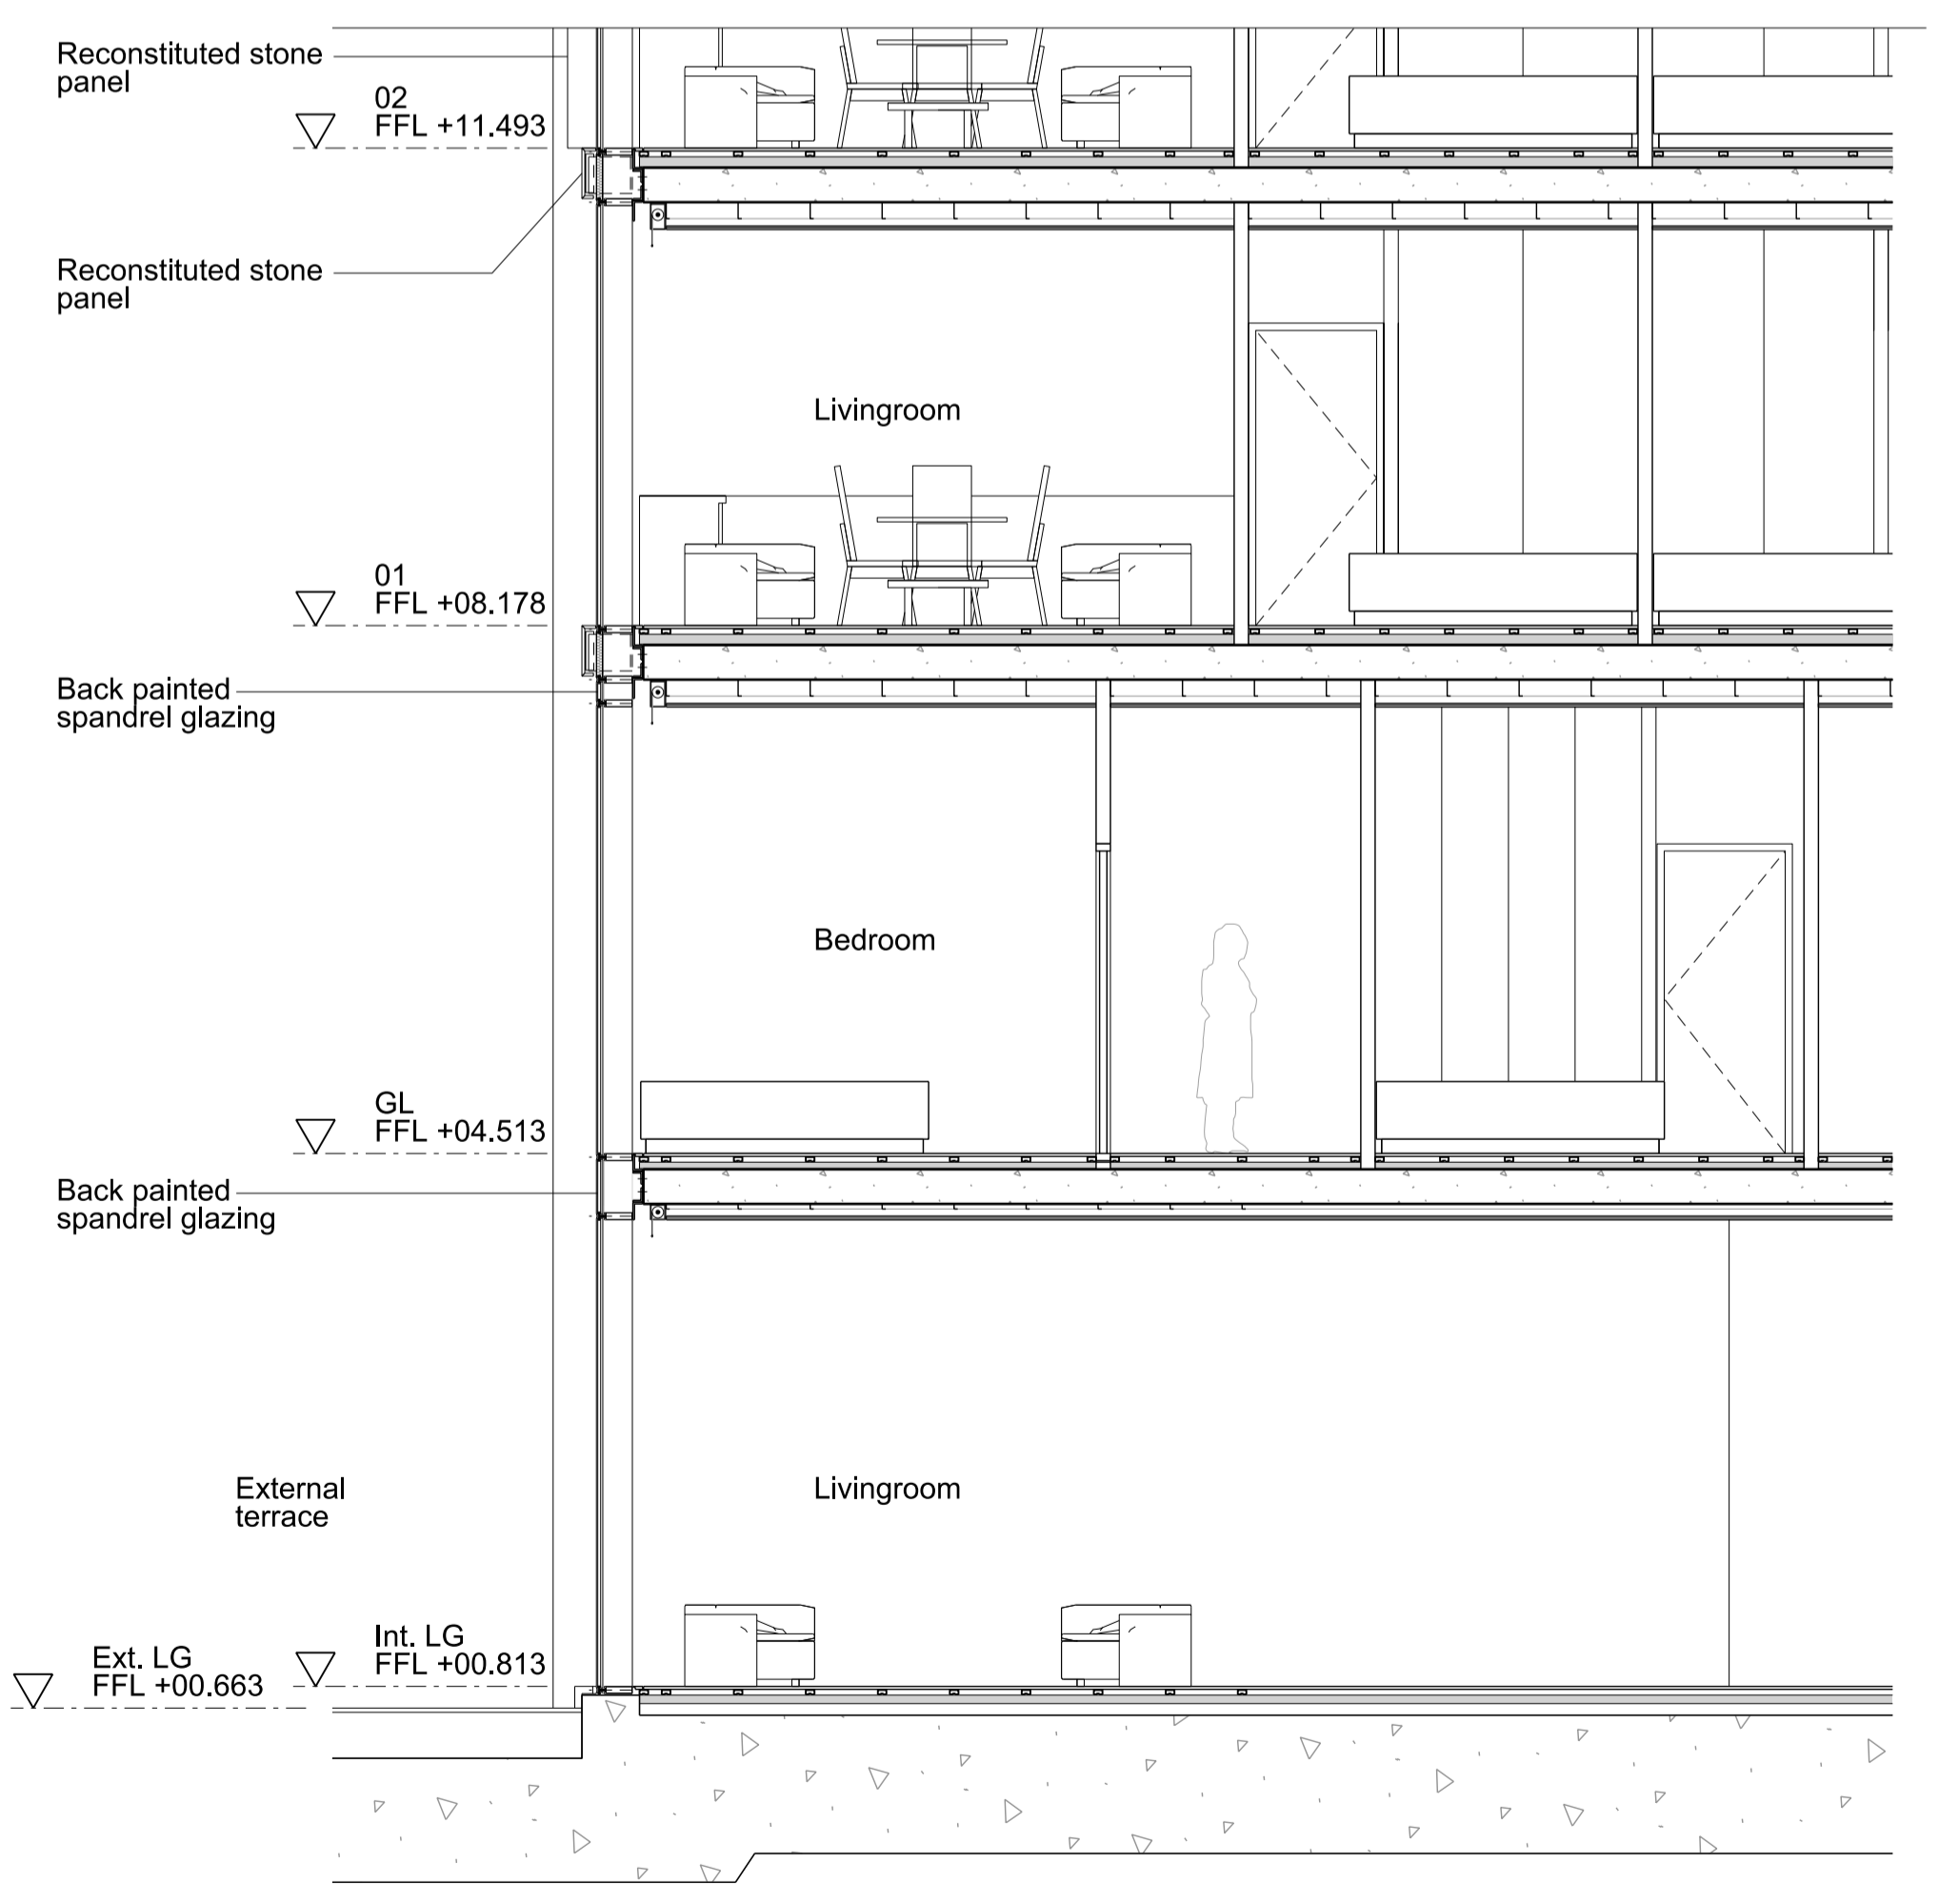 Reconstituted stone
panel
02
FFL +11.493
Reconstituted stone
panel
Livingroom
01
FFL +08.178
Back painted
spandrel glazing
Bedroom
GL
FFL +04.513
Back painted
spandrel glazing
External
terrace
Livingroom
Int. LG
FFL +00.813
Ext. LG
FFL +00.663